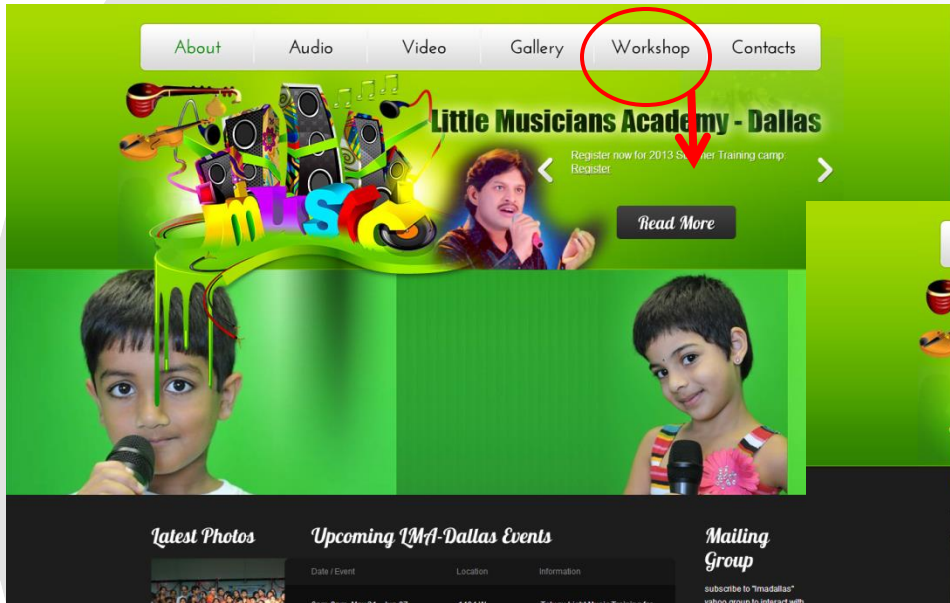 About Audio Video Gallery Workshop Contacts
Little Musicians Academy - Dallas
Register now for 2013 Summer Training camp:
Register
Read More
music
Latest Photos
Upcoming LMA-Dallas Events
Mailing
Group
Date / Event Location Information
subscribe to "lmadallas"
yahoo group to interact with